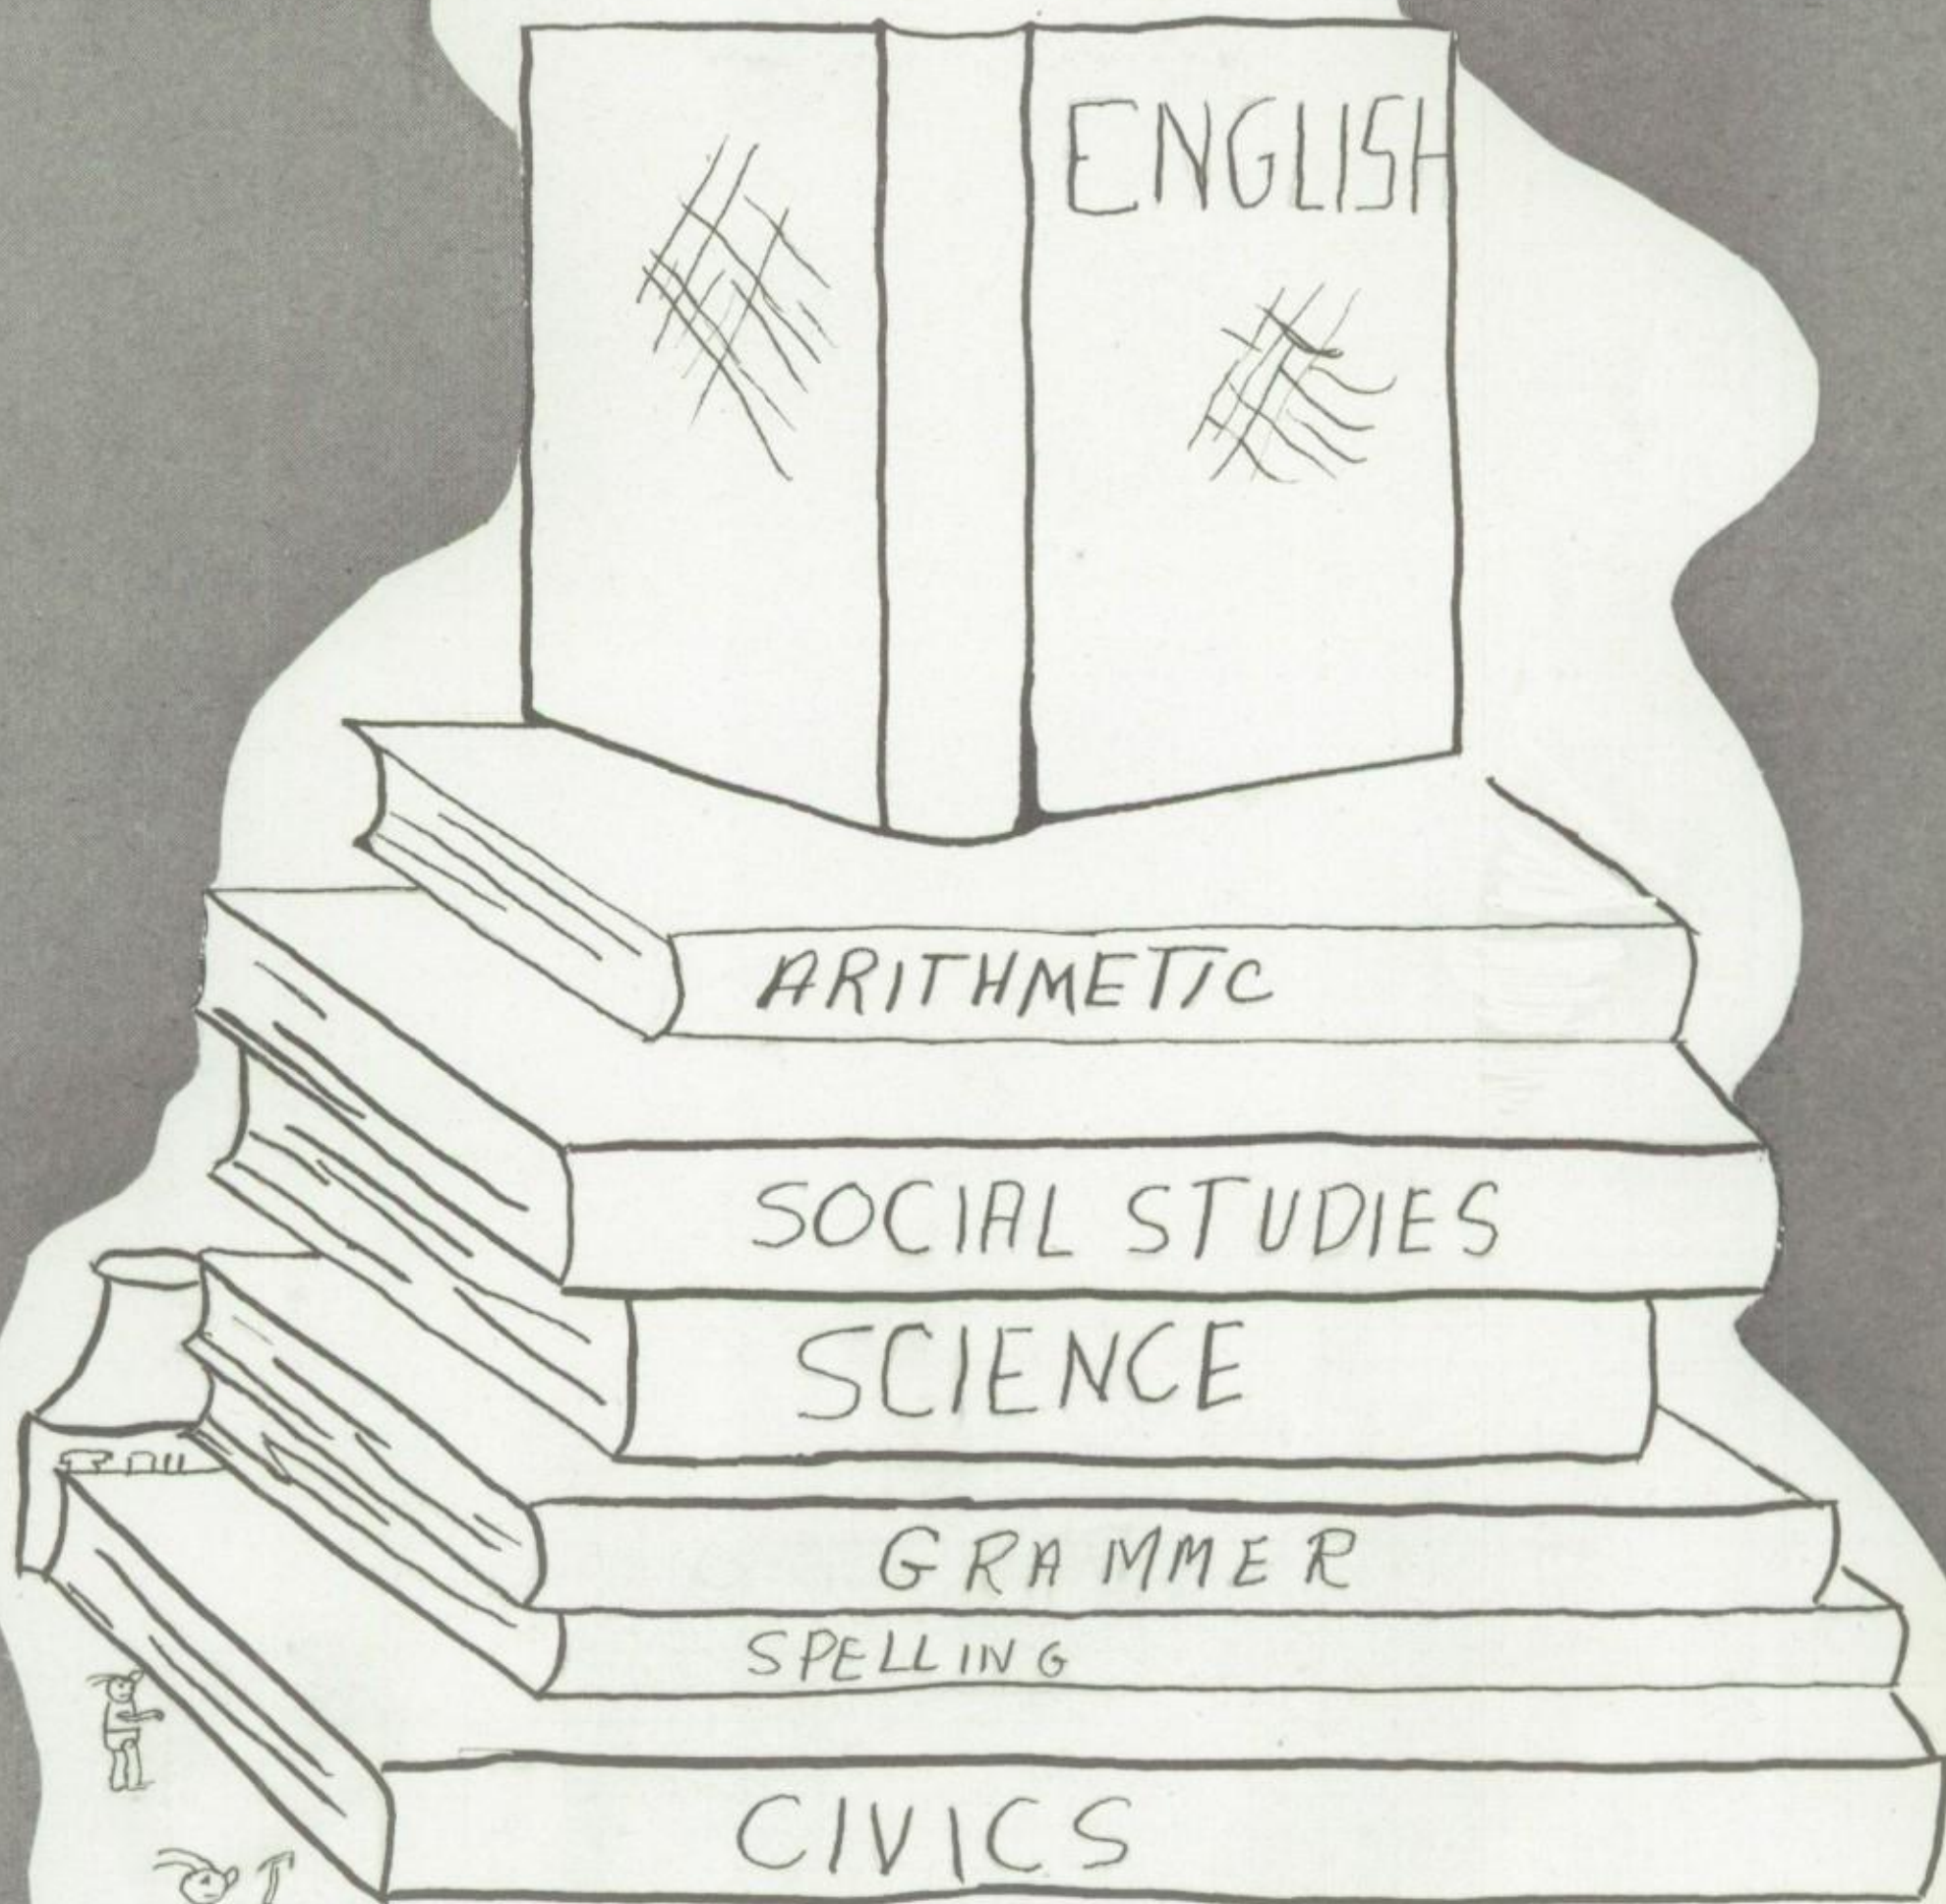 ENGLISH
ARITHMETIC
SOCIAL STUDIES
SCIENCE
GRAMMER
SPELLING
CIVICS